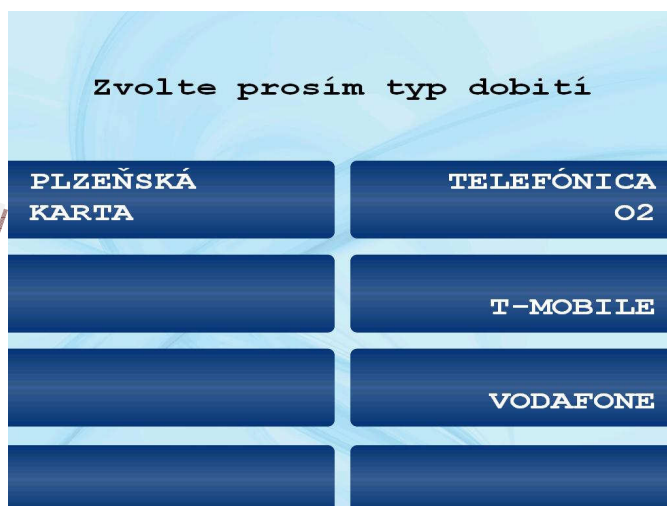 Zvolte prosím typ dobití
PLZEŇSKÁ
KARTA
TELEFÓNICA
O2
T-MOBILE
VODAFONE